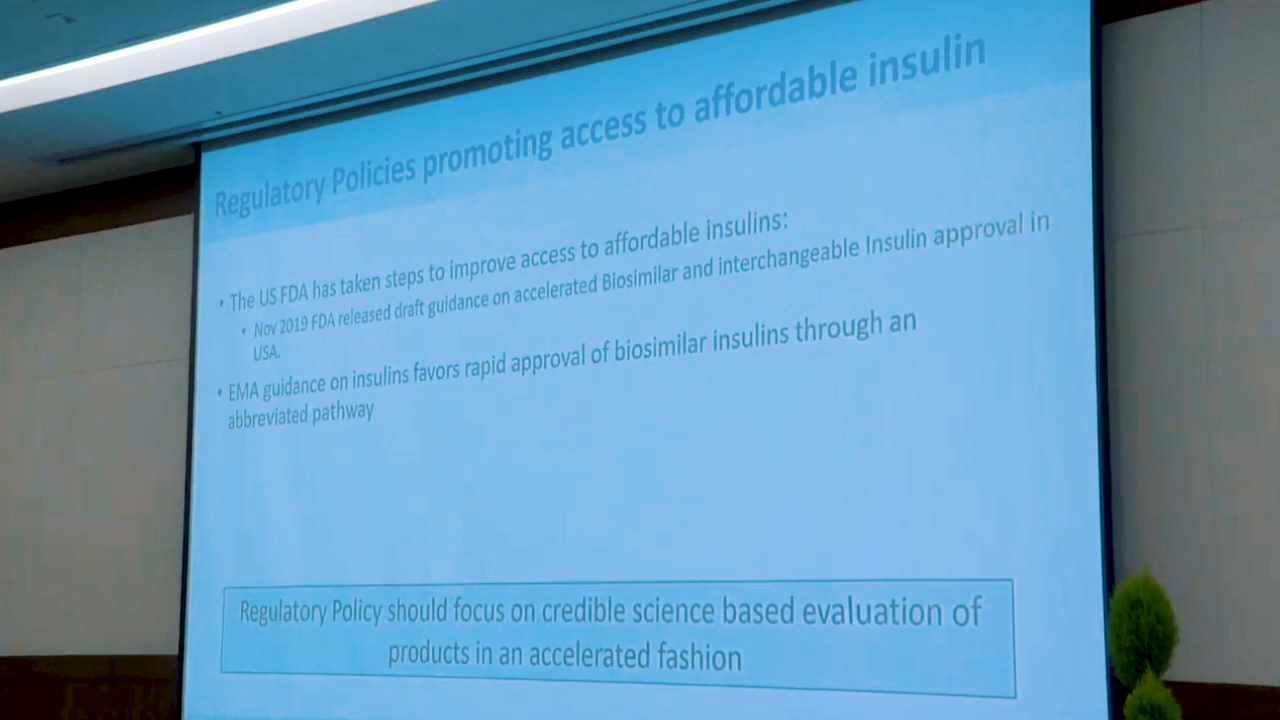 Regulatory Policies promoting access to affordable insulin
• The US FDA has taken steps to improve access to affordable insulins:
• Nov 2019 FDA released draft guidance on accelerated Biosimilar and interchangeable Insulin approval in
USA.
• EMA guidance on insulins favors rapid approval of biosimilar insulins through an
abbreviated pathway
Regulatory Policy should focus on credible science based evaluation of
products in an accelerated fashion